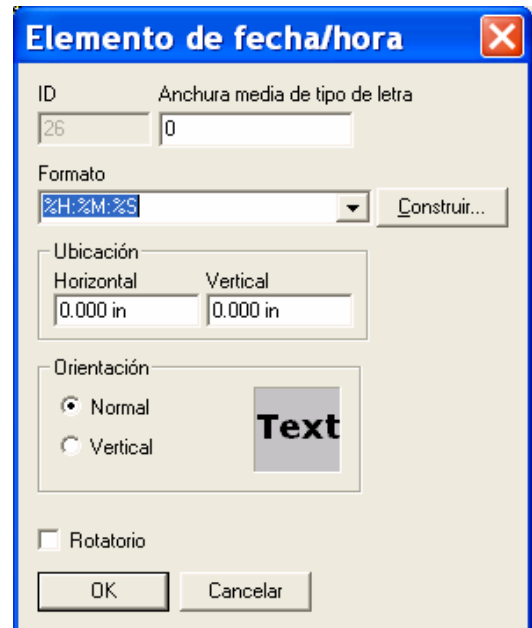 Elemento de fecha/hora
ID Anchura media de tipo de letra
26 0
Formato
%H:%M:%S Construir...
Ubicación
Horizontal Vertical
0.000 in 0.000 in
Orientación
Normal
Text
Vertical
Rotatorio
OK Cancelar